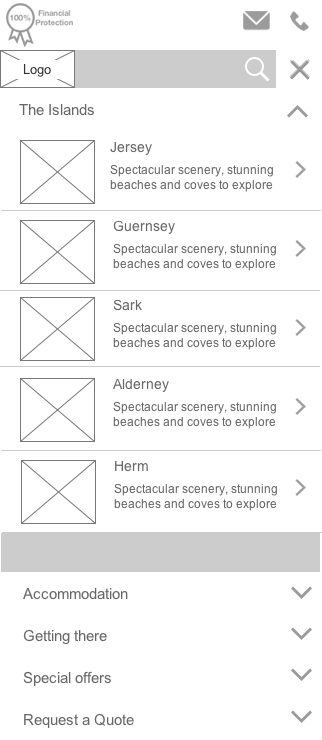 100% Financial
Protection
Logo
The Islands
Jersey
Spectacular scenery, stunning
beaches and coves to explore
Guernsey
Spectacular scenery, stunning
beaches and coves to explore
Sark
Spectacular scenery, stunning
beaches and coves to explore
Alderney
Spectacular scenery, stunning
beaches and coves to explore
Herm
Spectacular scenery, stunning
beaches and coves to explore
Accommodation
Getting there
Special offers
Request a Quote